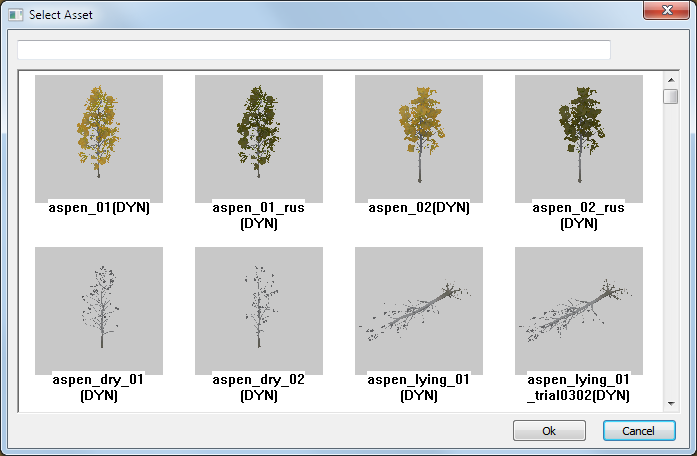 Select Asset
aspen_01(DYN)
aspen_01_rus
(DYN)
aspen_02(DYN)
aspen_02_rus
(DYN)
aspen_dry_01
(DYN)
aspen_dry_02
(DYN)
aspen_lying_01
(DYN)
aspen_lying_01
_trial0302(DYN)
Ok
Cancel